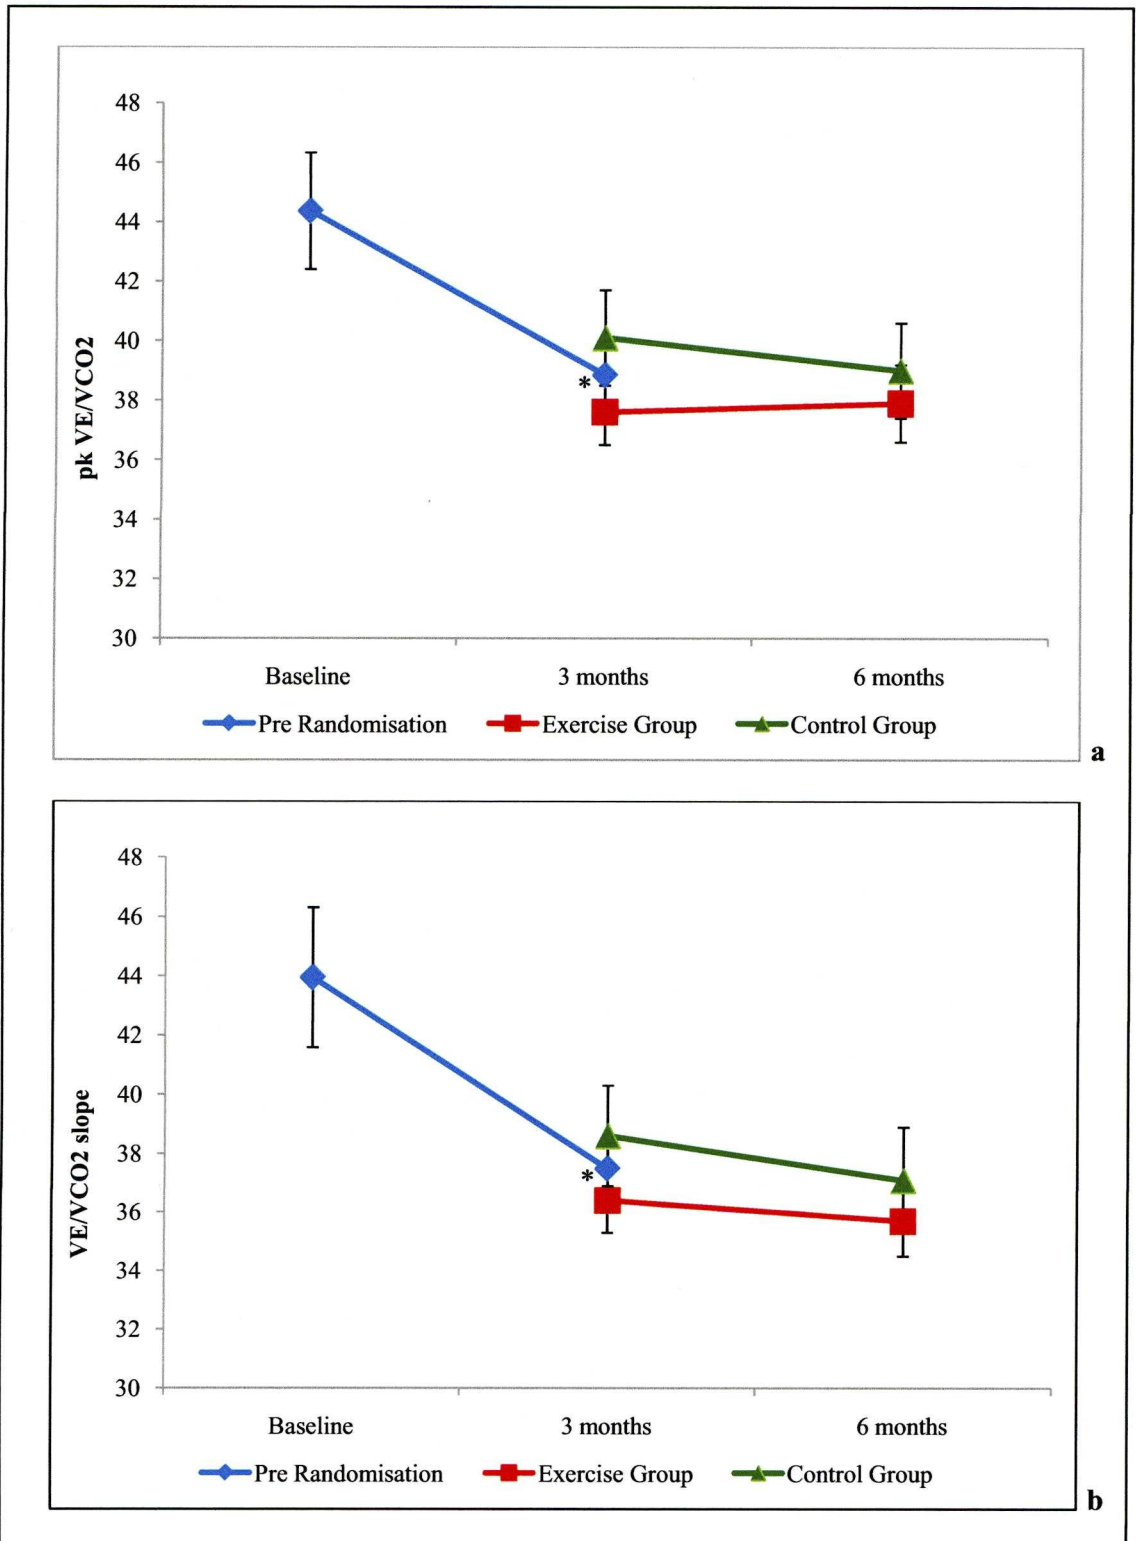 48
46
44
42
40
38
36
34
32
30
pk VE/VCO2
*
Baseline 3 months 6 months
Pre Randomisation Exercise Group Control Group
a
48
46
44
42
40
38
36
34
32
30
VE/VCO2 slope
*
Baseline 3 months 6 months
Pre Randomisation Exercise Group Control Group
b